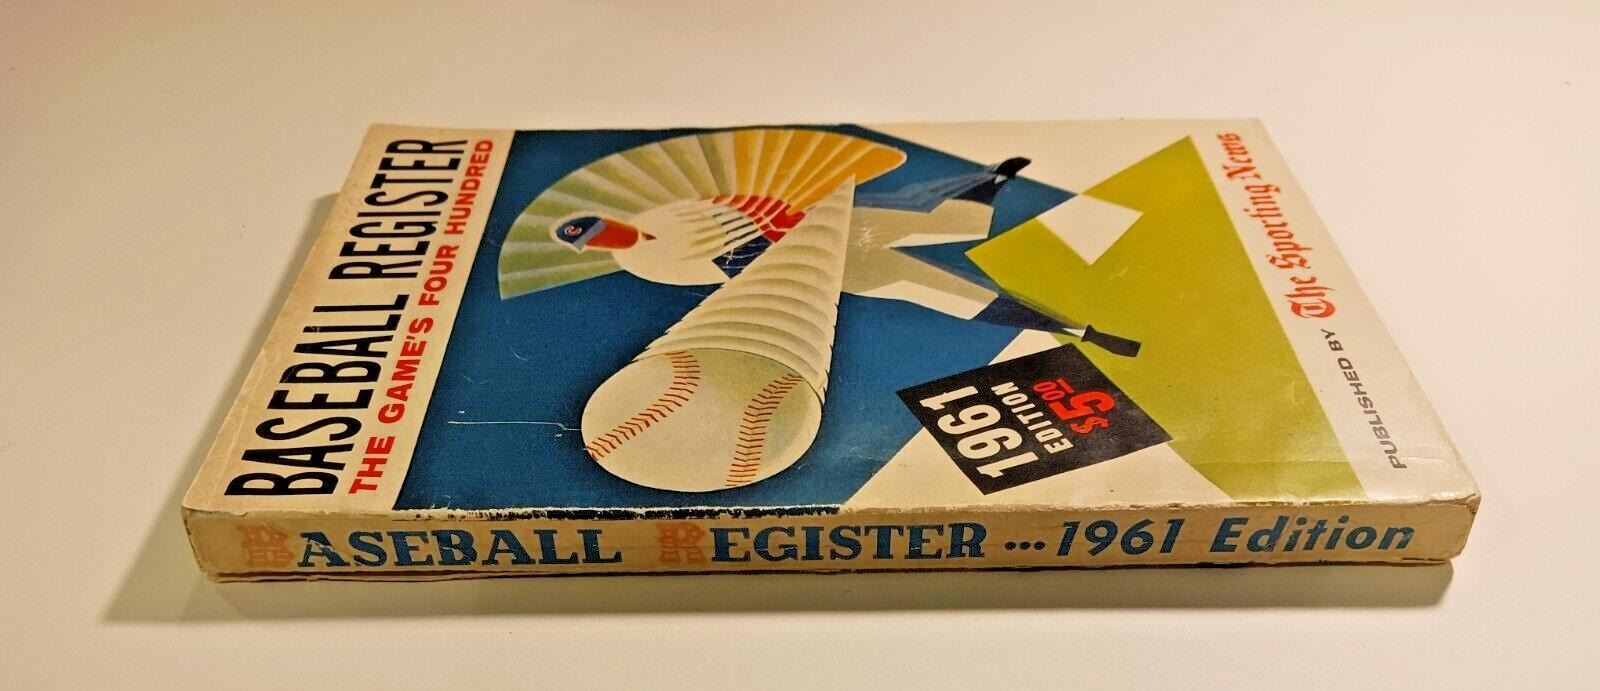 BASEBALL REGISTER
THE GAME'S FOUR HUNDRED
C
1961
EDITION
$5.00
PUBLISHED BY The Sporting News
BASEBALL REGISTER...1961 Edition